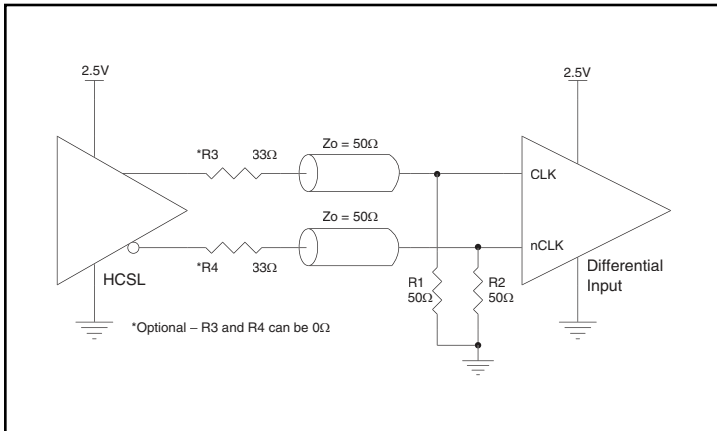 2.5V
2.5V
*R3 33Ω
Zo = 50Ω
CLK
Zo = 50Ω
nCLK
HCSL
*R4 33Ω
R1
50Ω
R2
50Ω
Differential
Input
*Optional – R3 and R4 can be 0Ω